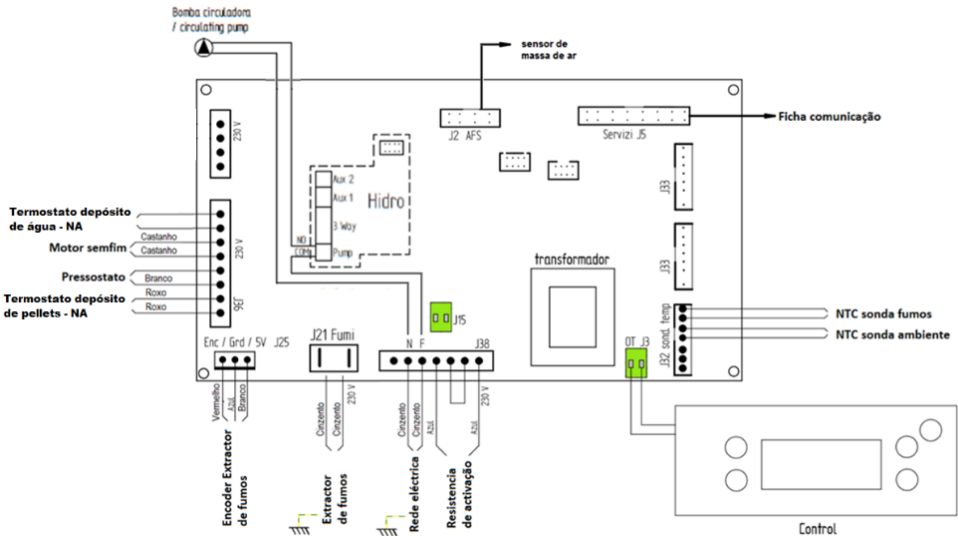 Bomba circuladora
/ circulating pump
sensor de
massa de ar
J2 AFS
Servizi J5
Ficha comunicação
230 V
Aux 2
Aux 1
Hidro
3 Way
NO
COM
Pump
J33
J33
Termostato depósito
de água - NA
Castanho
Motor semfim
Castanho
230 V
Pressostato
Branco
Roxo
Termostato depósito
de pellets - NA
Roxo
J36
transformador
J15
NTC sonda fumos
NTC sonda ambiente
J32 sond. temp
Enc / Grd / 5V J25
J21 Fumi
N F
J38
OT J3
Vermelho
Azul
Branco
Cinzento
Cinzento
230 V
Cinzento
Cinzento
Azul
Azul
230 V
Encoder Extractor
de fumos
Extractor
de fumos
Rede eléctrica
Resistencia
de activação
Control